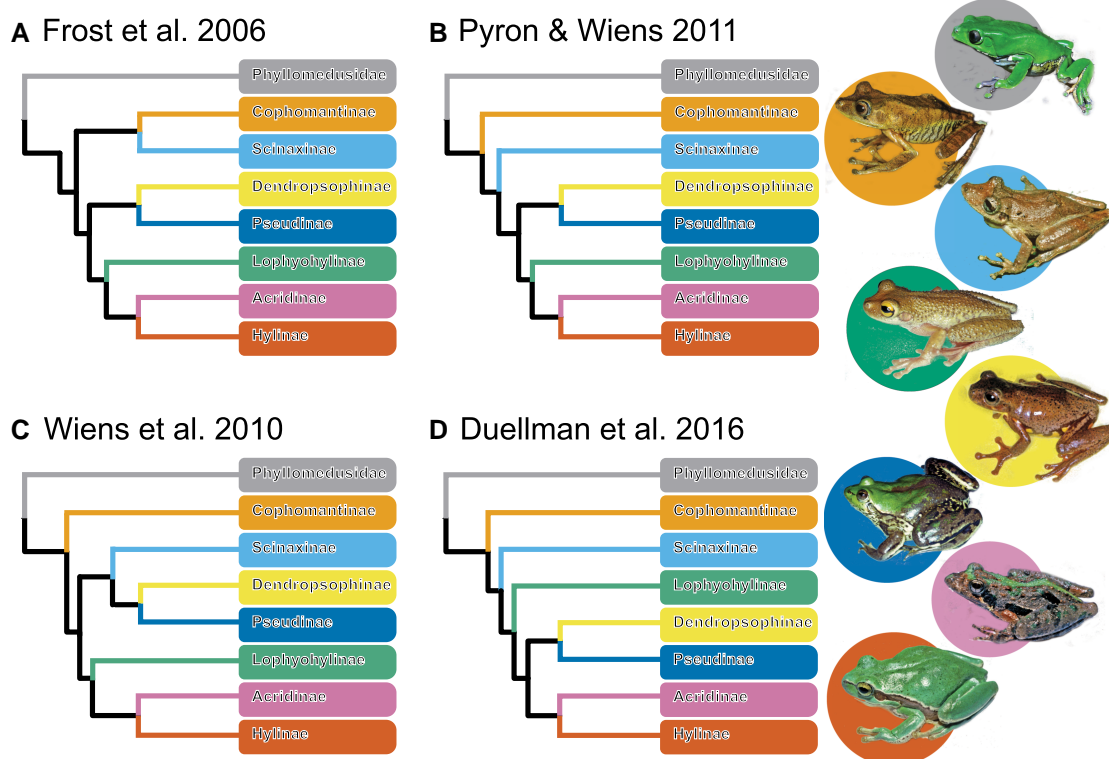 A Frost et al. 2006
Phyllomedusidae
Cophomantinae
Scinaxinae
Dendropsophinae
Pseudinae
Lophyohylinae
Acridinae
Hylinae
B Pyron & Wiens 2011
Phyllomedusidae
Cophomantinae
Scinaxinae
Dendropsophinae
Pseudinae
Lophyohylinae
Acridinae
Hylinae
C Wiens et al. 2010
Phyllomedusidae
Cophomantinae
Scinaxinae
Dendropsophinae
Pseudinae
Lophyohylinae
Acridinae
Hylinae
D Duellman et al. 2016
Phyllomedusidae
Cophomantinae
Scinaxinae
Lophyohylinae
Dendropsophinae
Pseudinae
Acridinae
Hylinae